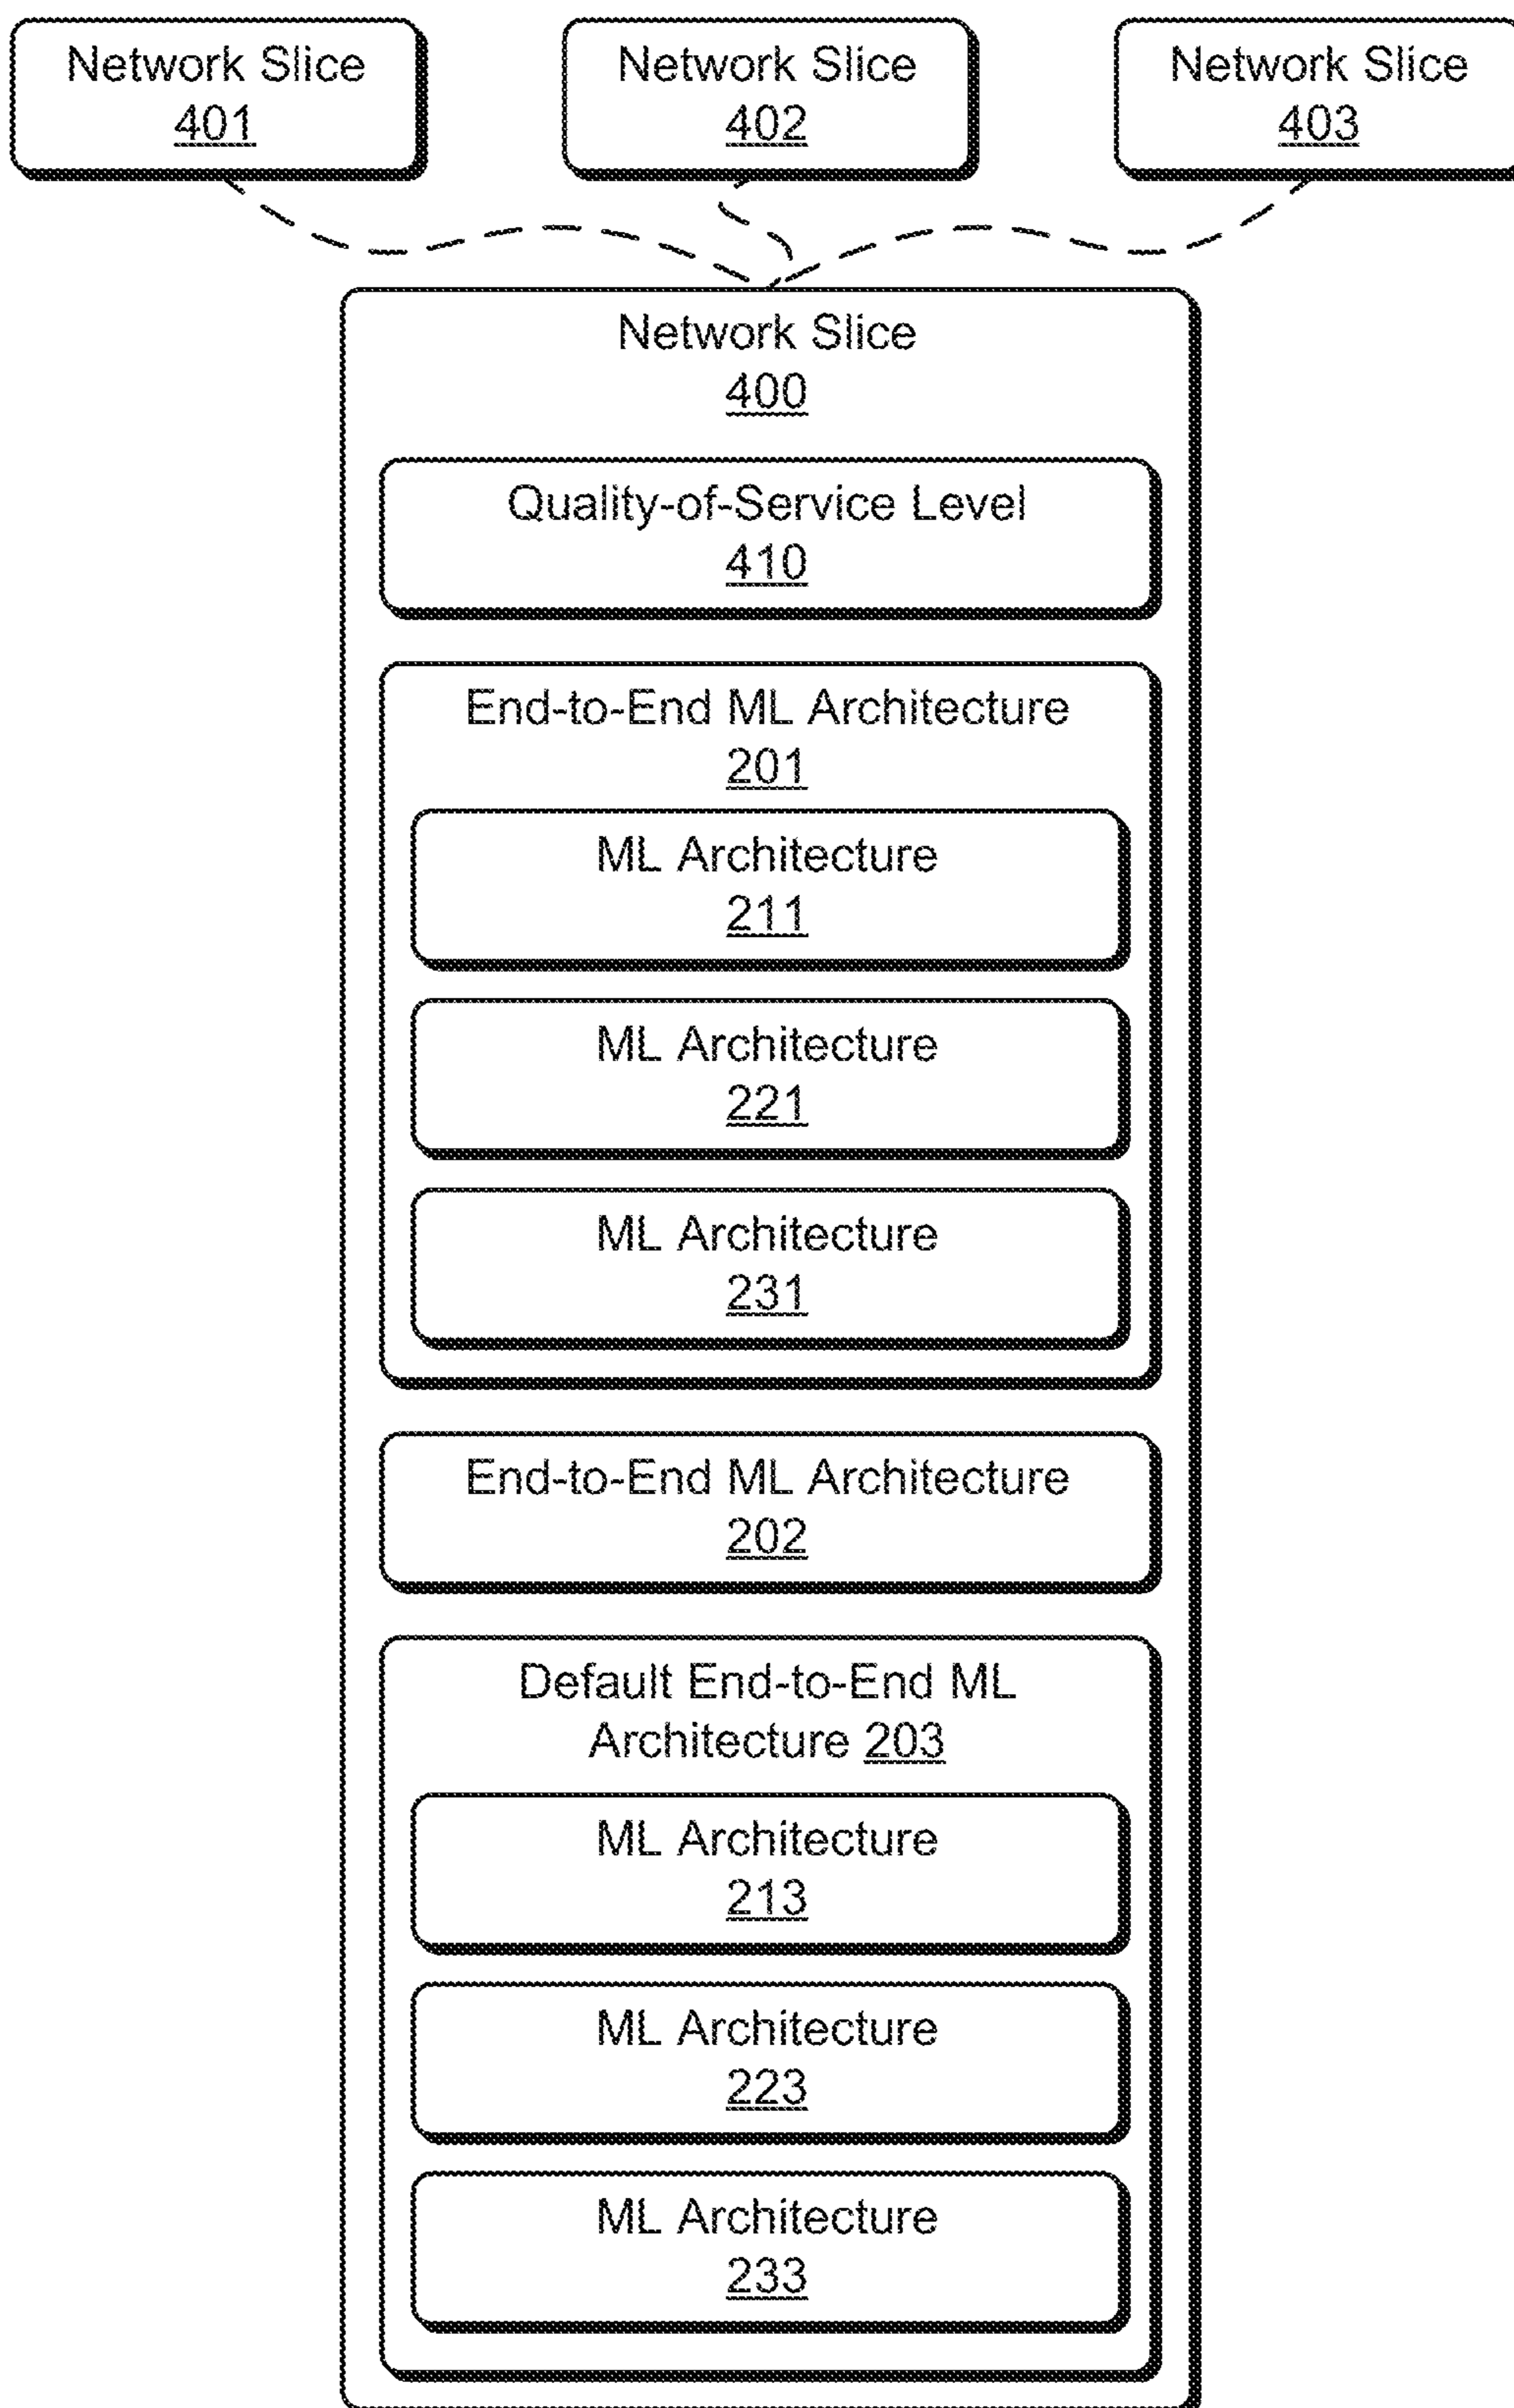 Network Slice
401
Network Slice
402
Network Slice
403
Network Slice
400
Quality-of-Service Level
410
End-to-End ML Architecture
201
ML Architecture
211
ML Architecture
221
ML Architecture
231
End-to-End ML Architecture
202
Default End-to-End ML
Architecture 203
ML Architecture
213
ML Architecture
223
ML Architecture
233